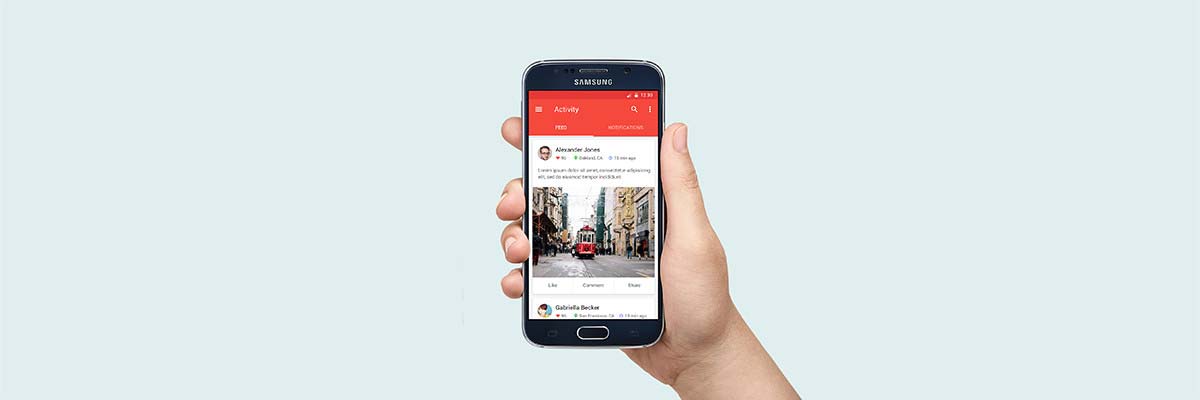 SAMSUNG
12:30
Activity
FEED NOTIFICATIONS
Alexander Jones
90 Oakland, CA 15 min ago
Lorem ipsum dolor sit amet, consectetur adipisicing
elit, sed do eiusmod tempor incididunt
Like Comment Share
Gabriella Becker
90 San Francisco, CA 15 min ago